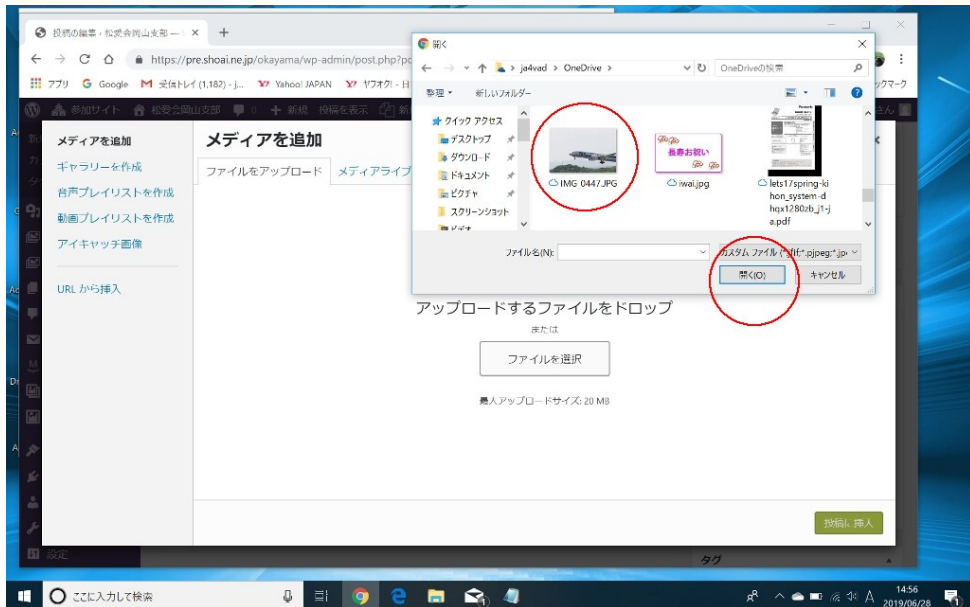 投稿の編集 ‹ 松愛会岡山支部 —
開く
https://pre.shoai.ne.jp/okayama/wp-admin/post.php?po
ja4vad > OneDrive >
OneDriveの検索
アプリ
Google
受信トレイ (1,182) - j...
Yahoo! JAPAN
ヤフオク! - 日
整理
新しいフォルダー
参加サイト
松愛会岡山支部
0
新規
投稿を表示
クイック アクセス
デスクトップ
ダウンロード
ドキュメント
ピクチャ
スクリーンショット
ビデオ
長寿お祝い
IMG 0447.JPG
iwai.jpg
lets17spring-ki
hon_system-d
hqx1280zb_j1-j
a.pdf
ファイル名(N):
カスタム ファイル (*.jfif;*.pjpeg;*.jp
開く(O)
キャンセル
メディアを追加
ギャラリーを作成
音声プレイリストを作成
動画プレイリストを作成
アイキャッチ画像
URL から挿入
メディアを追加
ファイルをアップロード
メディアライブ
アップロードするファイルをドロップ
または
ファイルを選択
最大アップロードサイズ: 20 MB
投稿に挿入
設定
タグ
ここに入力して検索
A
14:56
2019/06/28